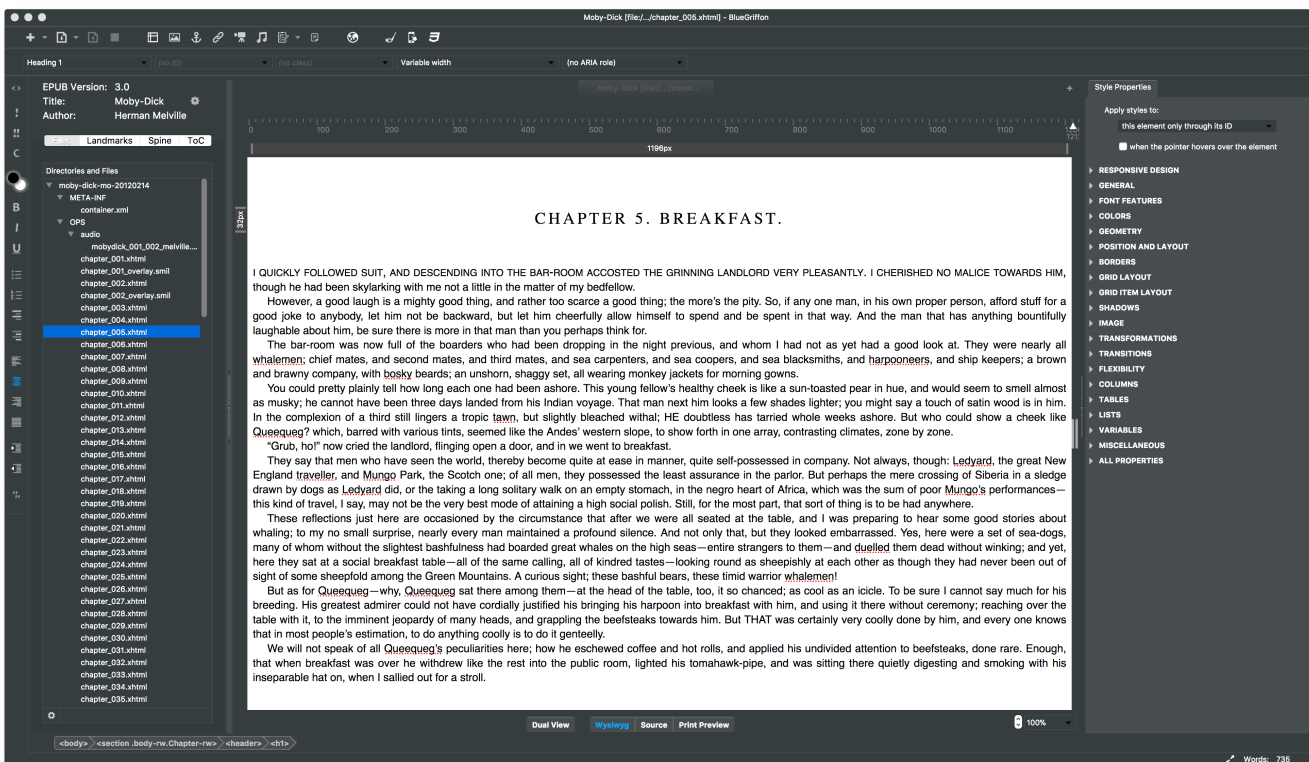 Moby-Dick [file:/.../chapter_005.xhtml] - BlueGriffon
Heading 1 (no ID) (no class) Variable width (no ARIA role)
EPUB Version: 3.0
Title: Moby-Dick
Author: Herman Melville
Files Landmarks Spine ToC
Directories and Files
moby-dick-mo-20120214
META-INF
container.xml
OPS
audio
mobydick_001_002_melville....
chapter_001.xhtml
chapter_001_overlay.smil
chapter_002.xhtml
chapter_002_overlay.smil
chapter_003.xhtml
chapter_004.xhtml
chapter_005.xhtml
chapter_006.xhtml
chapter_007.xhtml
chapter_008.xhtml
chapter_009.xhtml
chapter_010.xhtml
chapter_011.xhtml
chapter_012.xhtml
chapter_013.xhtml
chapter_014.xhtml
chapter_015.xhtml
chapter_016.xhtml
chapter_017.xhtml
chapter_018.xhtml
chapter_019.xhtml
chapter_020.xhtml
chapter_021.xhtml
chapter_022.xhtml
chapter_023.xhtml
chapter_024.xhtml
chapter_025.xhtml
chapter_026.xhtml
chapter_027.xhtml
chapter_028.xhtml
chapter_029.xhtml
chapter_030.xhtml
chapter_031.xhtml
chapter_032.xhtml
chapter_033.xhtml
chapter_034.xhtml
chapter_035.xhtml
Moby-Dick [file:/.../chapt...
0 100 200 300 400 500 600 700 800 900 1000 1100
1196px
32px
CHAPTER 5. BREAKFAST.
I QUICKLY FOLLOWED SUIT, AND DESCENDING INTO THE BAR-ROOM ACCOSTED THE GRINNING LANDLORD VERY PLEASANTLY. I CHERISHED NO MALICE TOWARDS HIM,
though he had been skylarking with me not a little in the matter of my bedfellow.
However, a good laugh is a mighty good thing, and rather too scarce a good thing; the more's the pity. So, if any one man, in his own proper person, afford stuff for a
good joke to anybody, let him not be backward, but let him cheerfully allow himself to spend and be spent in that way. And the man that has anything bountifully
laughable about him, be sure there is more in that man than you perhaps think for.
The bar-room was now full of the boarders who had been dropping in the night previous, and whom I had not as yet had a good look at. They were nearly all
whalemen; chief mates, and second mates, and third mates, and sea carpenters, and sea coopers, and sea blacksmiths, and harpooneers, and ship keepers; a brown
and brawny company, with bosky beards; an unshorn, shaggy set, all wearing monkey jackets for morning gowns.
You could pretty plainly tell how long each one had been ashore. This young fellow's healthy cheek is like a sun-toasted pear in hue, and would seem to smell almost
as musky; he cannot have been three days landed from his Indian voyage. That man next him looks a few shades lighter; you might say a touch of satin wood is in him.
In the complexion of a third still lingers a tropic tawn, but slightly bleached withal; HE doubtless has tarried whole weeks ashore. But who could show a cheek like
Queequeg? which, barred with various tints, seemed like the Andes' western slope, to show forth in one array, contrasting climates, zone by zone.
“Grub, ho!” now cried the landlord, flinging open a door, and in we went to breakfast.
They say that men who have seen the world, thereby become quite at ease in manner, quite self-possessed in company. Not always, though: Ledyard, the great New
England traveller, and Mungo Park, the Scotch one; of all men, they possessed the least assurance in the parlor. But perhaps the mere crossing of Siberia in a sledge
drawn by dogs as Ledyard did, or the taking a long solitary walk on an empty stomach, in the negro heart of Africa, which was the sum of poor Mungo's performances—
this kind of travel, I say, may not be the very best mode of attaining a high social polish. Still, for the most part, that sort of thing is to be had anywhere.
These reflections just here are occasioned by the circumstance that after we were all seated at the table, and I was preparing to hear some good stories about
whaling; to my no small surprise, nearly every man maintained a profound silence. And not only that, but they looked embarrassed. Yes, here were a set of sea-dogs,
many of whom without the slightest bashfulness had boarded great whales on the high seas—entire strangers to them—and duelled them dead without winking; and yet,
here they sat at a social breakfast table—all of the same calling, all of kindred tastes—looking round as sheepishly at each other as though they had never been out of
sight of some sheepfold among the Green Mountains. A curious sight; these bashful bears, these timid warrior whalemen!
But as for Queequeg—why, Queequeg sat there among them—at the head of the table, too, it so chanced; as cool as an icicle. To be sure I cannot say much for his
breeding. His greatest admirer could not have cordially justified his bringing his harpoon into breakfast with him, and using it there without ceremony; reaching over the
table with it, to the imminent jeopardy of many heads, and grappling the beefsteaks towards him. But THAT was certainly very coolly done by him, and every one knows
that in most people's estimation, to do anything coolly is to do it genteelly.
We will not speak of all Queequeg's peculiarities here; how he eschewed coffee and hot rolls, and applied his undivided attention to beefsteaks, done rare. Enough,
that when breakfast was over he withdrew like the rest into the public room, lighted his tomahawk-pipe, and was sitting there quietly digesting and smoking with his
inseparable hat on, when I sallied out for a stroll.
Dual View Wysiwyg Source Print Preview
100%
Style Properties
Apply styles to:
this element only through its ID
when the pointer hovers over the element
RESPONSIVE DESIGN
GENERAL
FONT FEATURES
COLORS
GEOMETRY
POSITION AND LAYOUT
BORDERS
GRID LAYOUT
GRID ITEM LAYOUT
SHADOWS
IMAGE
TRANSFORMATIONS
TRANSITIONS
FLEXIBILITY
COLUMNS
TABLES
LISTS
VARIABLES
MISCELLANEOUS
ALL PROPERTIES
<body> <section .body-rw.Chapter-rw> <header> <h1>
Words: 735